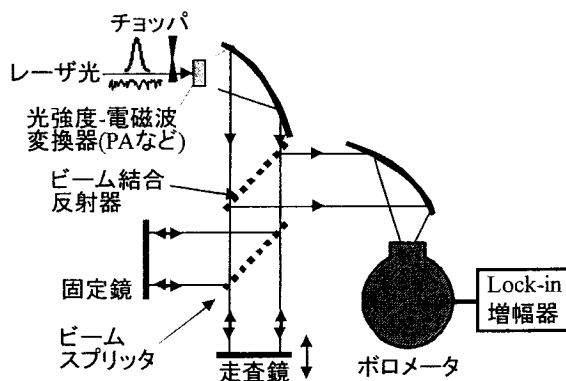 チョッパ
レーザ光
光強度-電磁波
変換器(PAなど)
ビーム結合
反射器
固定鏡
ビーム
スプリッタ
走査鏡
ボロメータ
Lock-in
増幅器